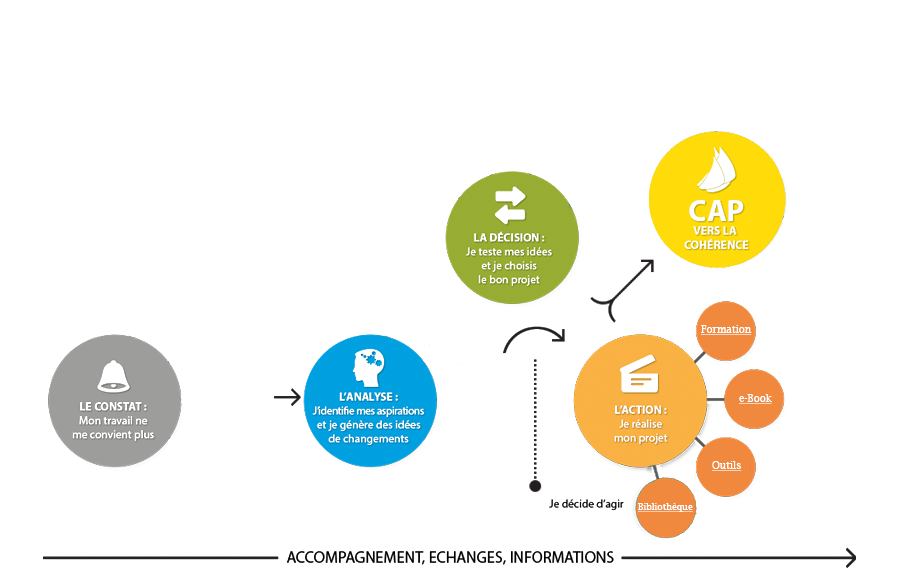 LE CONSTAT :
Mon travail ne
me convient plus
L'ANALYSE :
J'identifie mes aspirations
et je génère des idées
de changements
LA DÉCISION :
Je teste mes idées
et je choisis
le bon projet
L'ACTION :
Je réalise
mon projet
CAP
VERS LA
COHÉRENCE
Formation
e-Book
Outils
Bibliothèque
Je décide d'agir
ACCOMPAGNEMENT, ECHANGES, INFORMATIONS